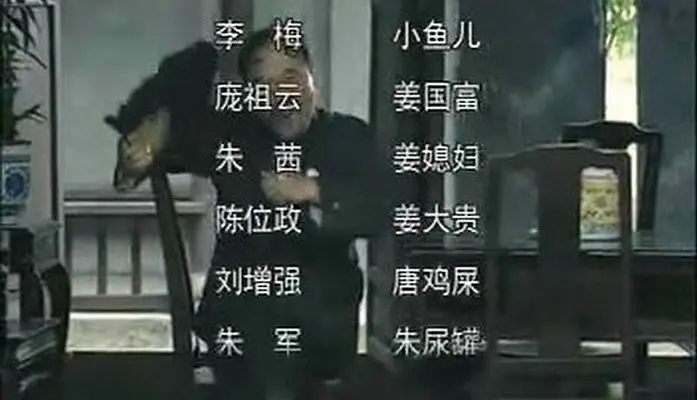 李 梅 小鱼儿
庞祖云 姜国富
朱 茜 姜媳妇
陈位政 姜大贵
刘增强 唐鸡屎
朱 军 朱尿罐